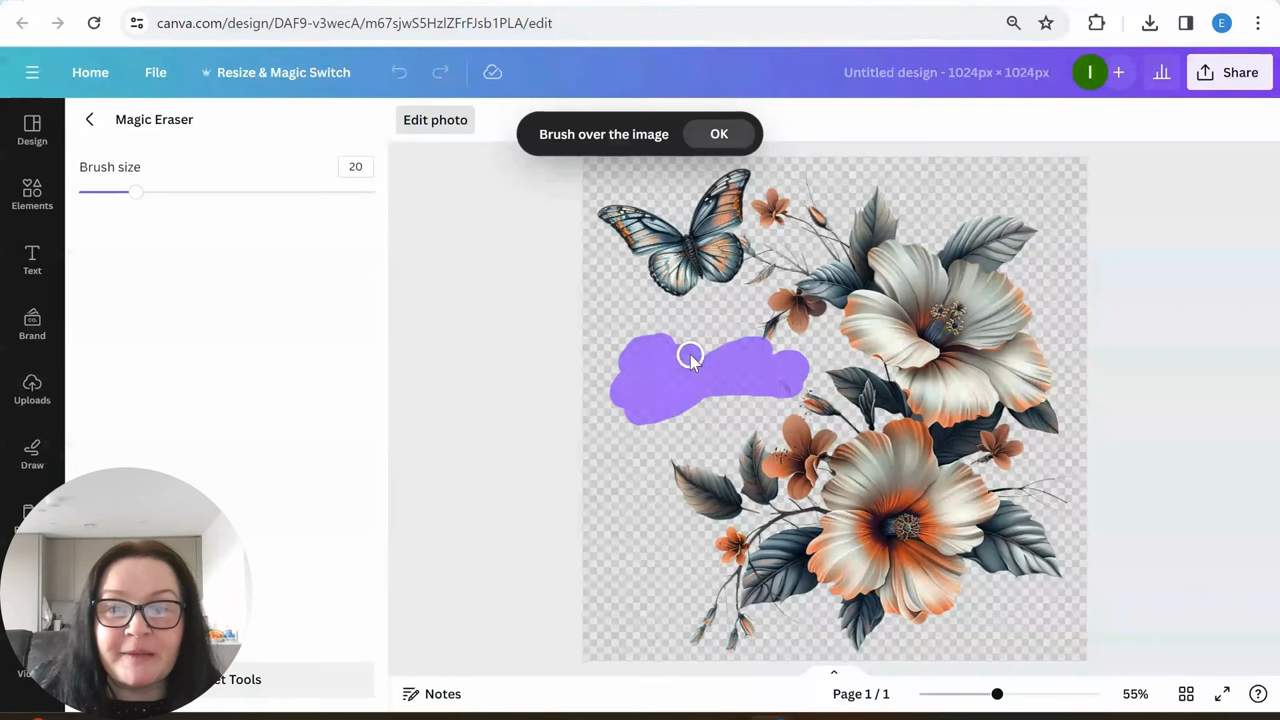 canva.com/design/DAF9-v3wecA/m67sjwS5HzlZFrFJsb1PLA/edit
E
Home
File
Resize & Magic Switch
Untitled design - 1024px × 1024px
I
+
Share
Design
Elements
Text
Brand
Uploads
Draw
Magic Eraser
Brush size
20
Edit photo
Brush over the image
OK
Tools
Notes
Page 1 / 1
55%
?